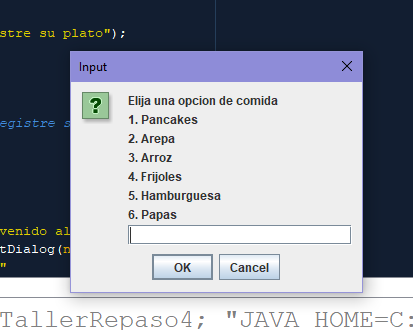 stre su plato");
Input
Elija una opcion de comida
1. Pancakes
2. Arepa
3. Arroz
4. Frijoles
5. Hamburguesa
6. Papas
OK
Cancel
egistre s
venido al
tDialog(n
"
TallerRepaso4; "JAVA HOME=C: